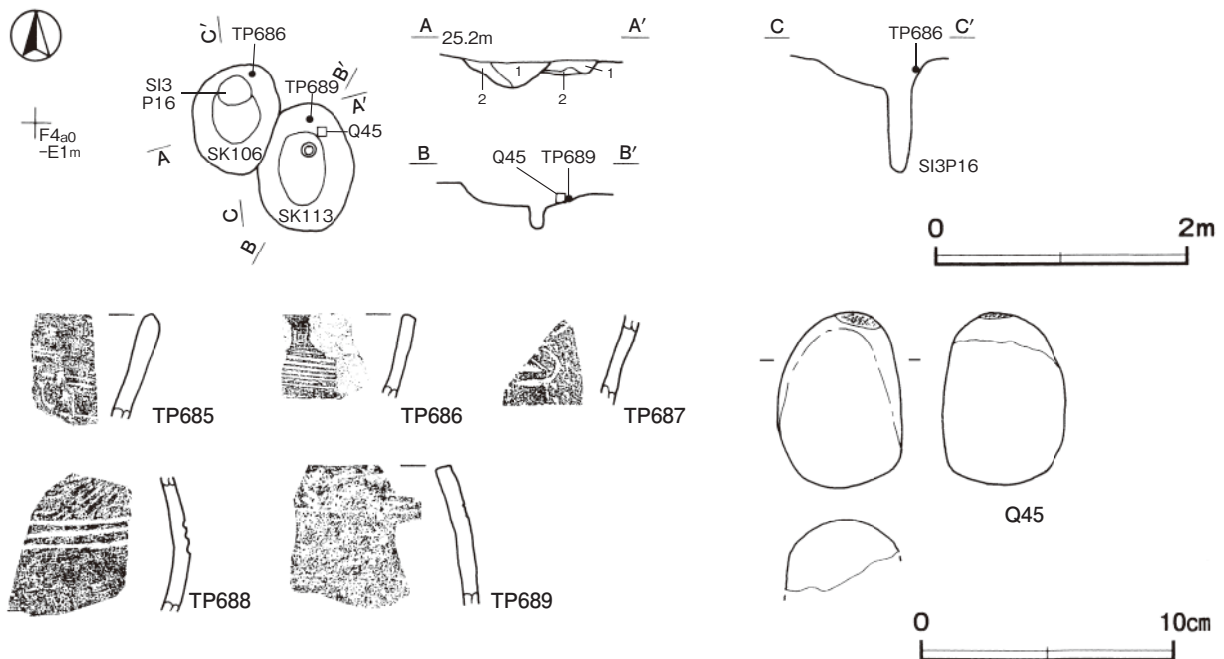 C′
TP686
SI3
P16
TP689
B′
A′
Q45
F4a0
-E1m
A
SK106
SK113
C
B
A
25.2m
A′
1
1
2
2
B
Q45
TP689
B′
C
TP686
C′
SI3P16
0
2m
TP685
TP686
TP687
TP688
TP689
Q45
0
10cm